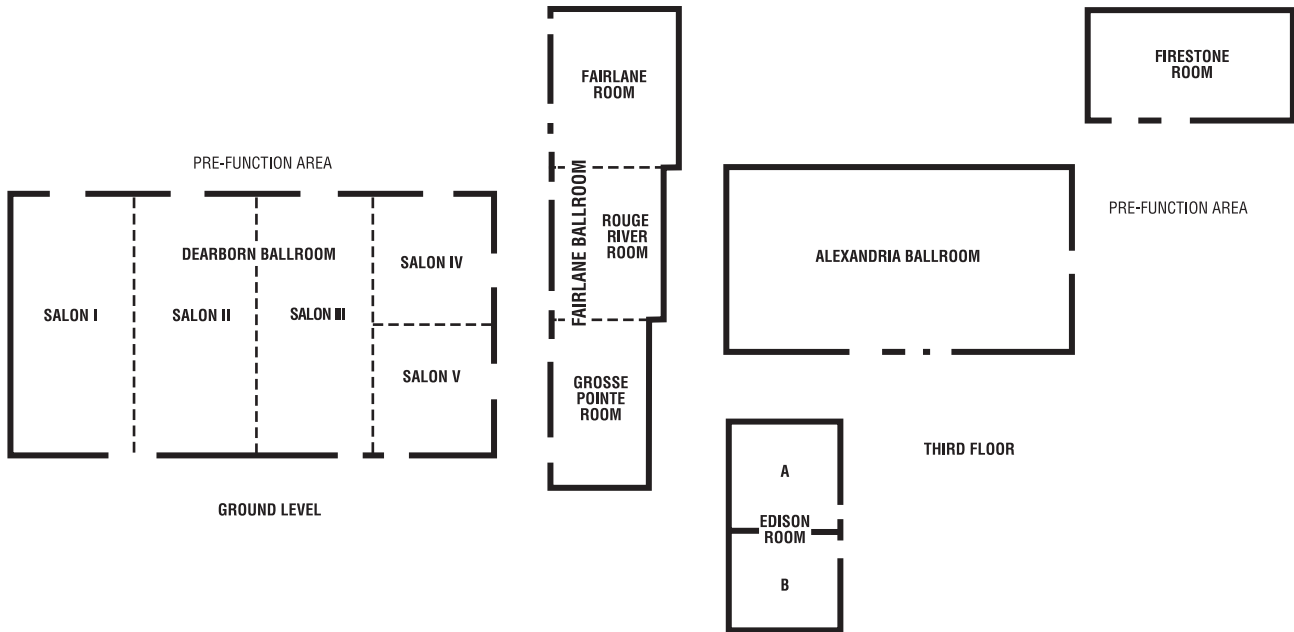 PRE-FUNCTION AREA
DEARBORN BALLROOM
SALON I
SALON II
SALON III
SALON IV
SALON V
GROUND LEVEL
FAIRLANE
ROOM
FAIRLANE BALLROOM
ROUGE
RIVER
ROOM
GROSSE
POINTE
ROOM
FIRESTONE
ROOM
PRE-FUNCTION AREA
ALEXANDRIA BALLROOM
THIRD FLOOR
A
EDISON
ROOM
B